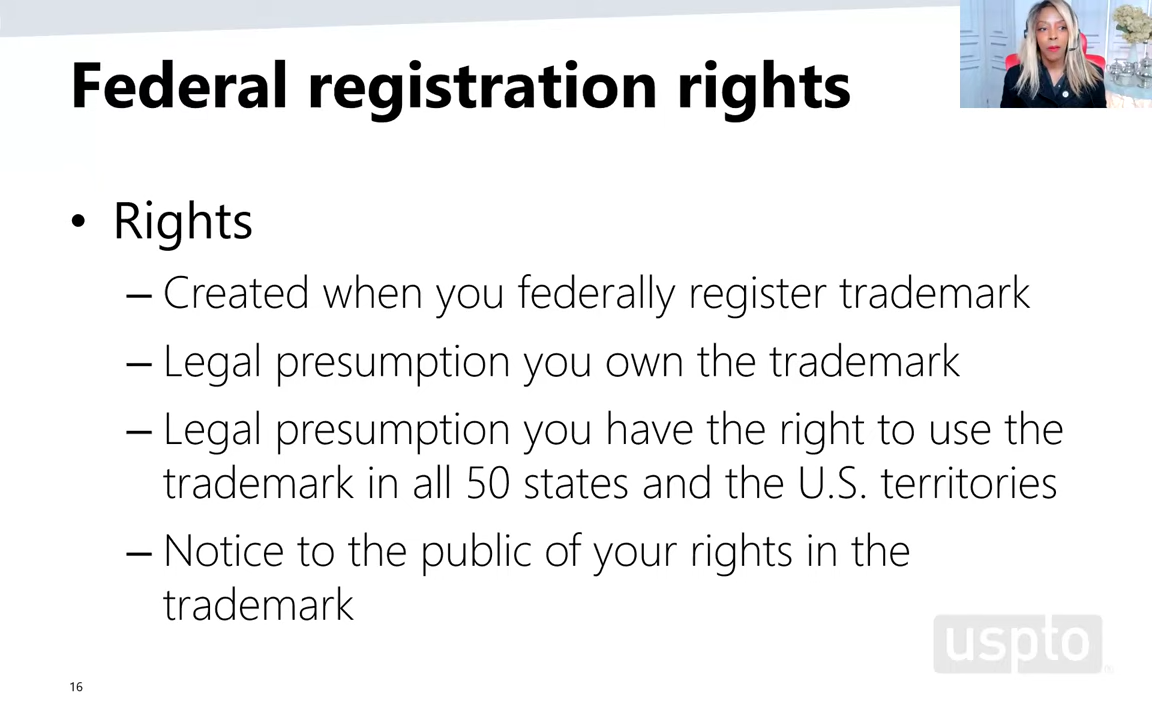 Federal registration rights
• Rights
– Created when you federally register trademark
– Legal presumption you own the trademark
– Legal presumption you have the right to use the
trademark in all 50 states and the U.S. territories
– Notice to the public of your rights in the
trademark
uspto®
16